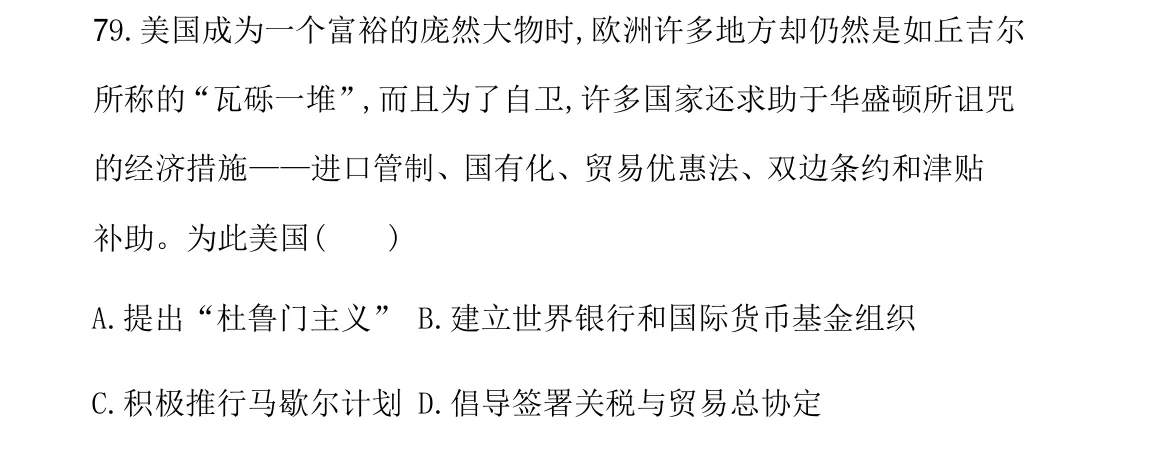 79.美国成为一个富裕的庞然大物时,欧洲许多地方却仍然是如丘吉尔
所称的“瓦砾一堆”,而且为了自卫,许多国家还求助于华盛顿所诅咒
的经济措施——进口管制、国有化、贸易优惠法、双边条约和津贴
补助。为此美国(　　)
A.提出“杜鲁门主义” B.建立世界银行和国际货币基金组织
C.积极推行马歇尔计划 D.倡导签署关税与贸易总协定